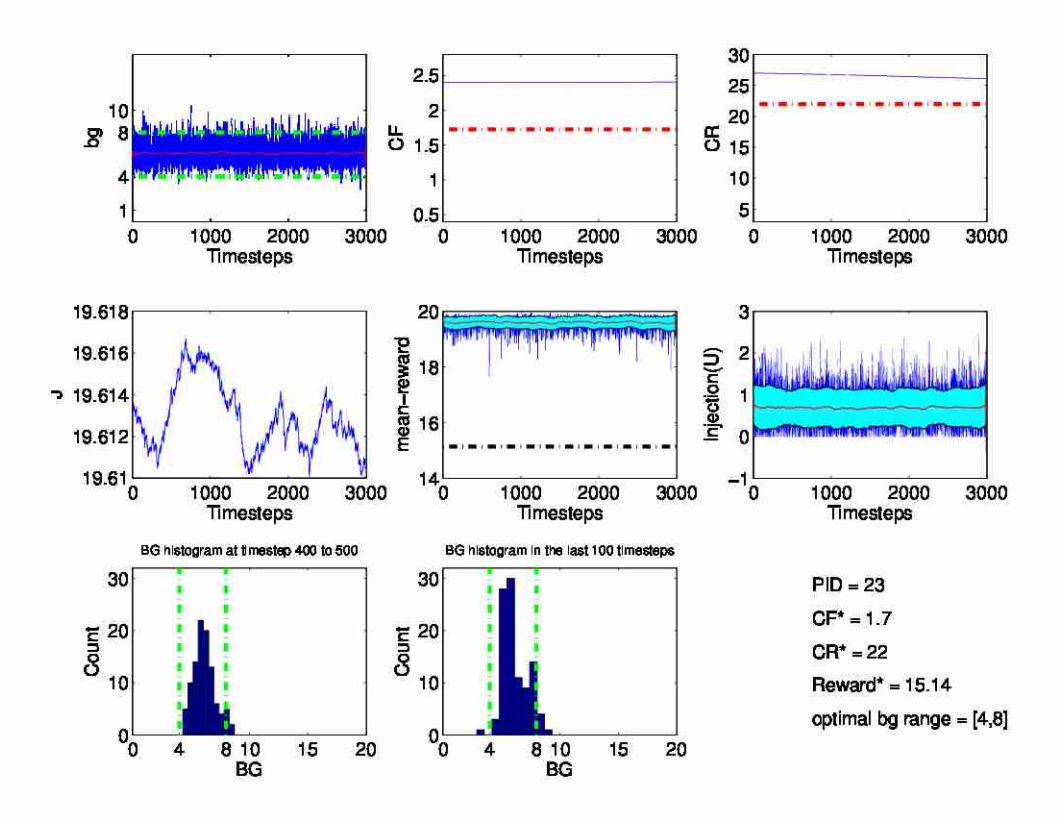 10
8
4
1
bg
0 1000 2000 3000
Timesteps
2.5
2
1.5
1
0.5
CF
0 1000 2000 3000
Timesteps
30
25
20
15
10
5
CR
0 1000 2000 3000
Timesteps
19.618
19.616
19.614
19.612
19.61
J
0 1000 2000 3000
Timesteps
20
18
16
14
mean-reward
0 1000 2000 3000
Timesteps
3
2
1
0
−1
Injection(U)
0 1000 2000 3000
Timesteps
BG histogram at timestep 400 to 500
30
20
10
0
Count
0 4 8 10 15 20
BG
BG histogram in the last 100 timesteps
30
20
10
0
Count
0 4 8 10 15 20
BG
PID = 23
CF* = 1.7
CR* = 22
Reward* = 15.14
optimal bg range = [4,8]